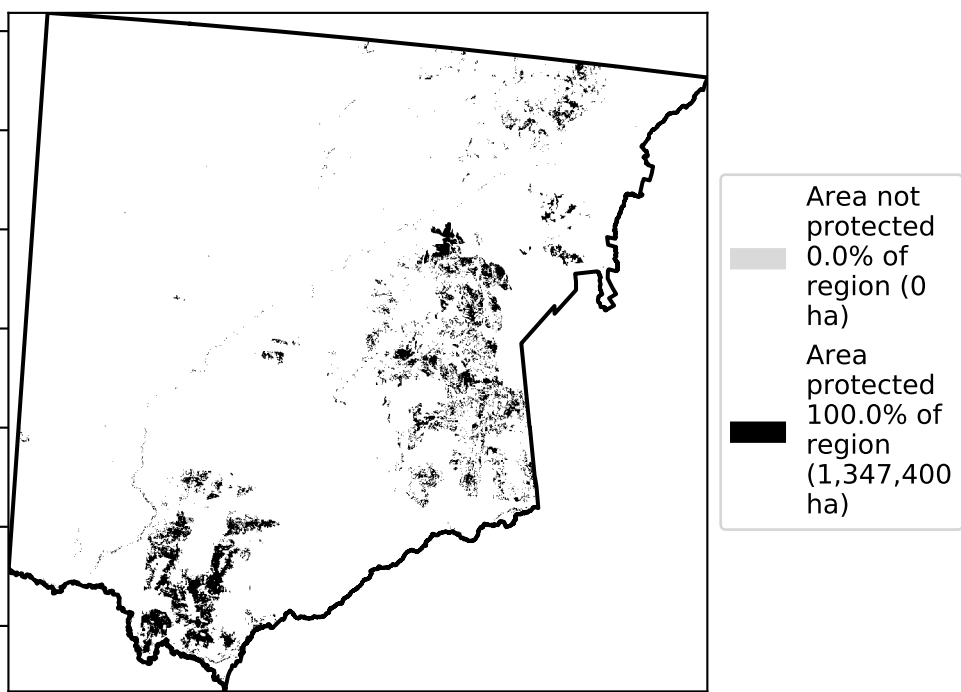 Area not
protected
0.0% of
region (0
ha)
Area
protected
100.0% of
region
(1,347,400
ha)